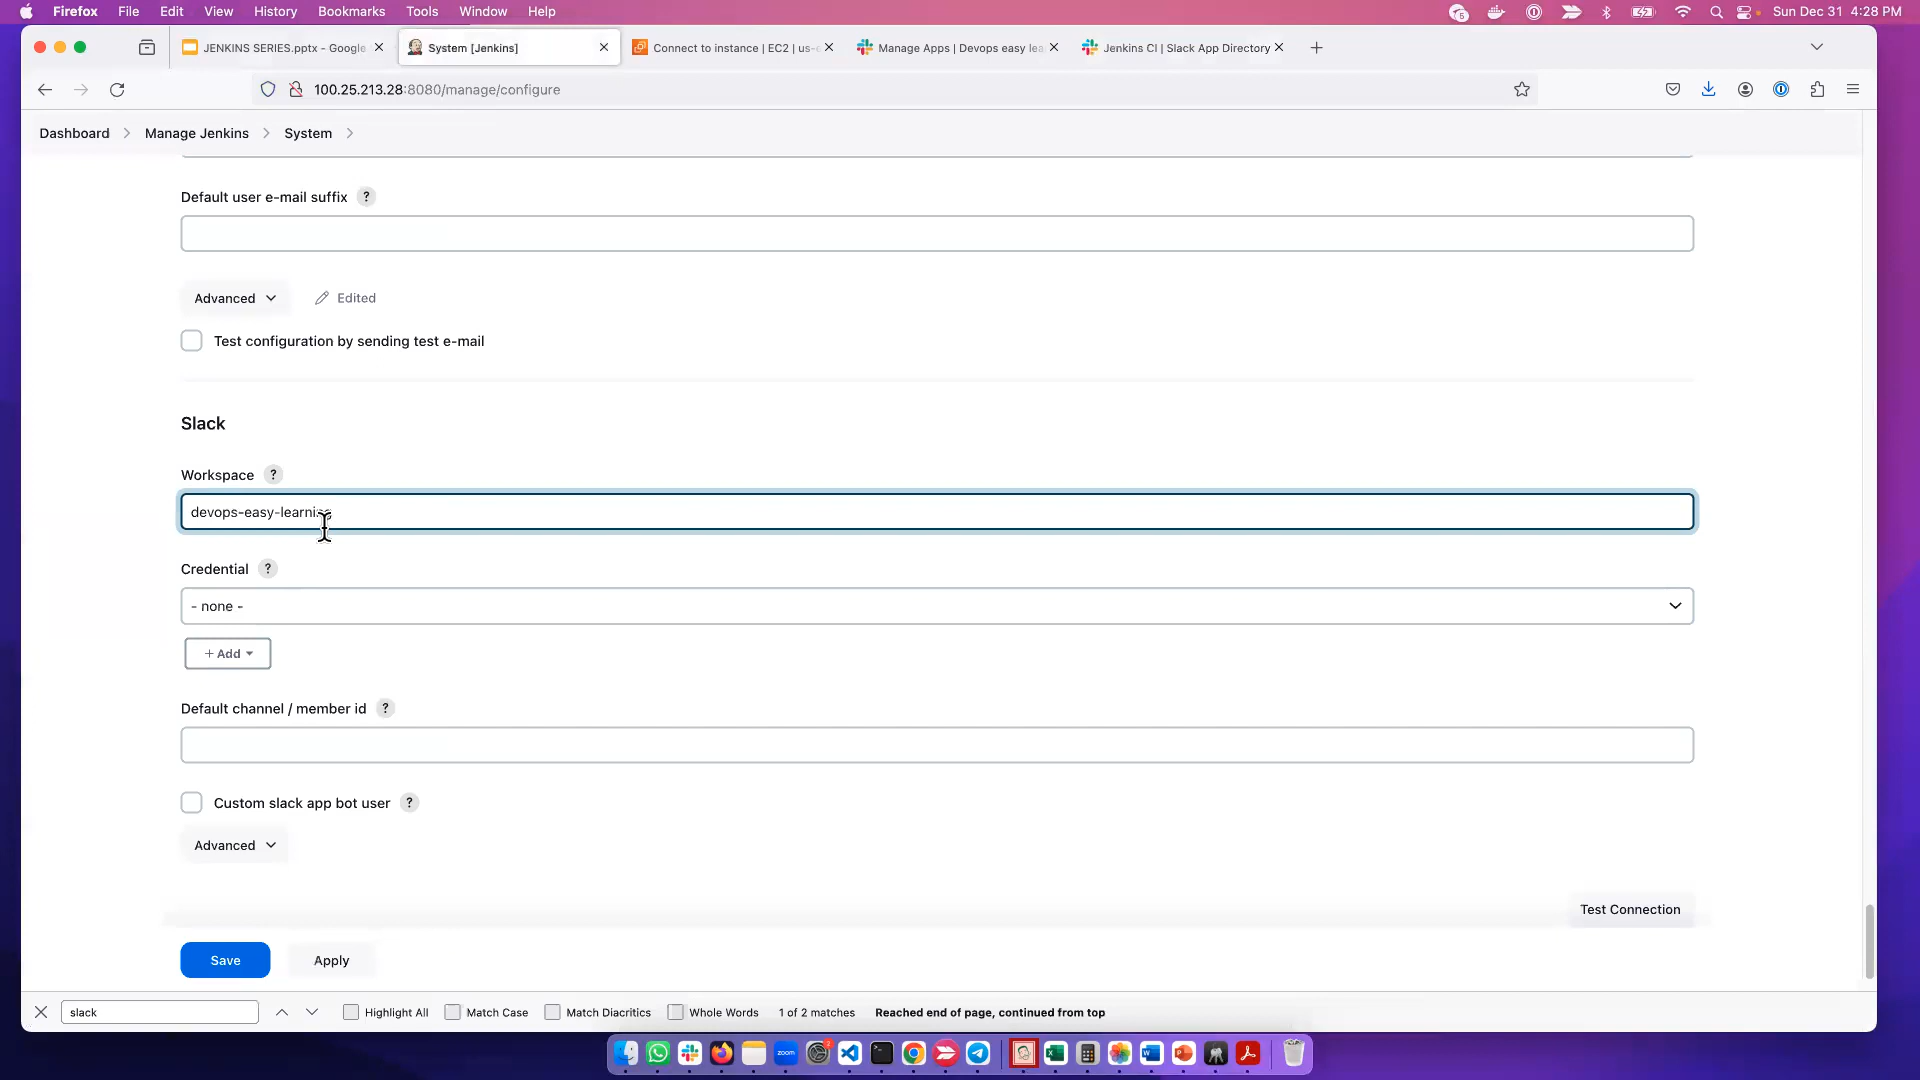 Firefox File Edit View History Bookmarks Tools Window Help 5 Sun Dec 31 4:28 PM
JENKINS SERIES.pptx - Google System [Jenkins] Connect to instance | EC2 | us-e Manage Apps | Devops easy lea Jenkins CI | Slack App Directory
100.25.213.28:8080/manage/configure
Dashboard Manage Jenkins System
Default user e-mail suffix ?
Advanced Edited
Test configuration by sending test e-mail
Slack
Workspace ?
devops-easy-learning
Credential ?
- none -
+ Add
Default channel / member id ?
Custom slack app bot user ?
Advanced
Test Connection
Save Apply
slack Highlight All Match Case Match Diacritics Whole Words 1 of 2 matches Reached end of page, continued from top
zoom 2